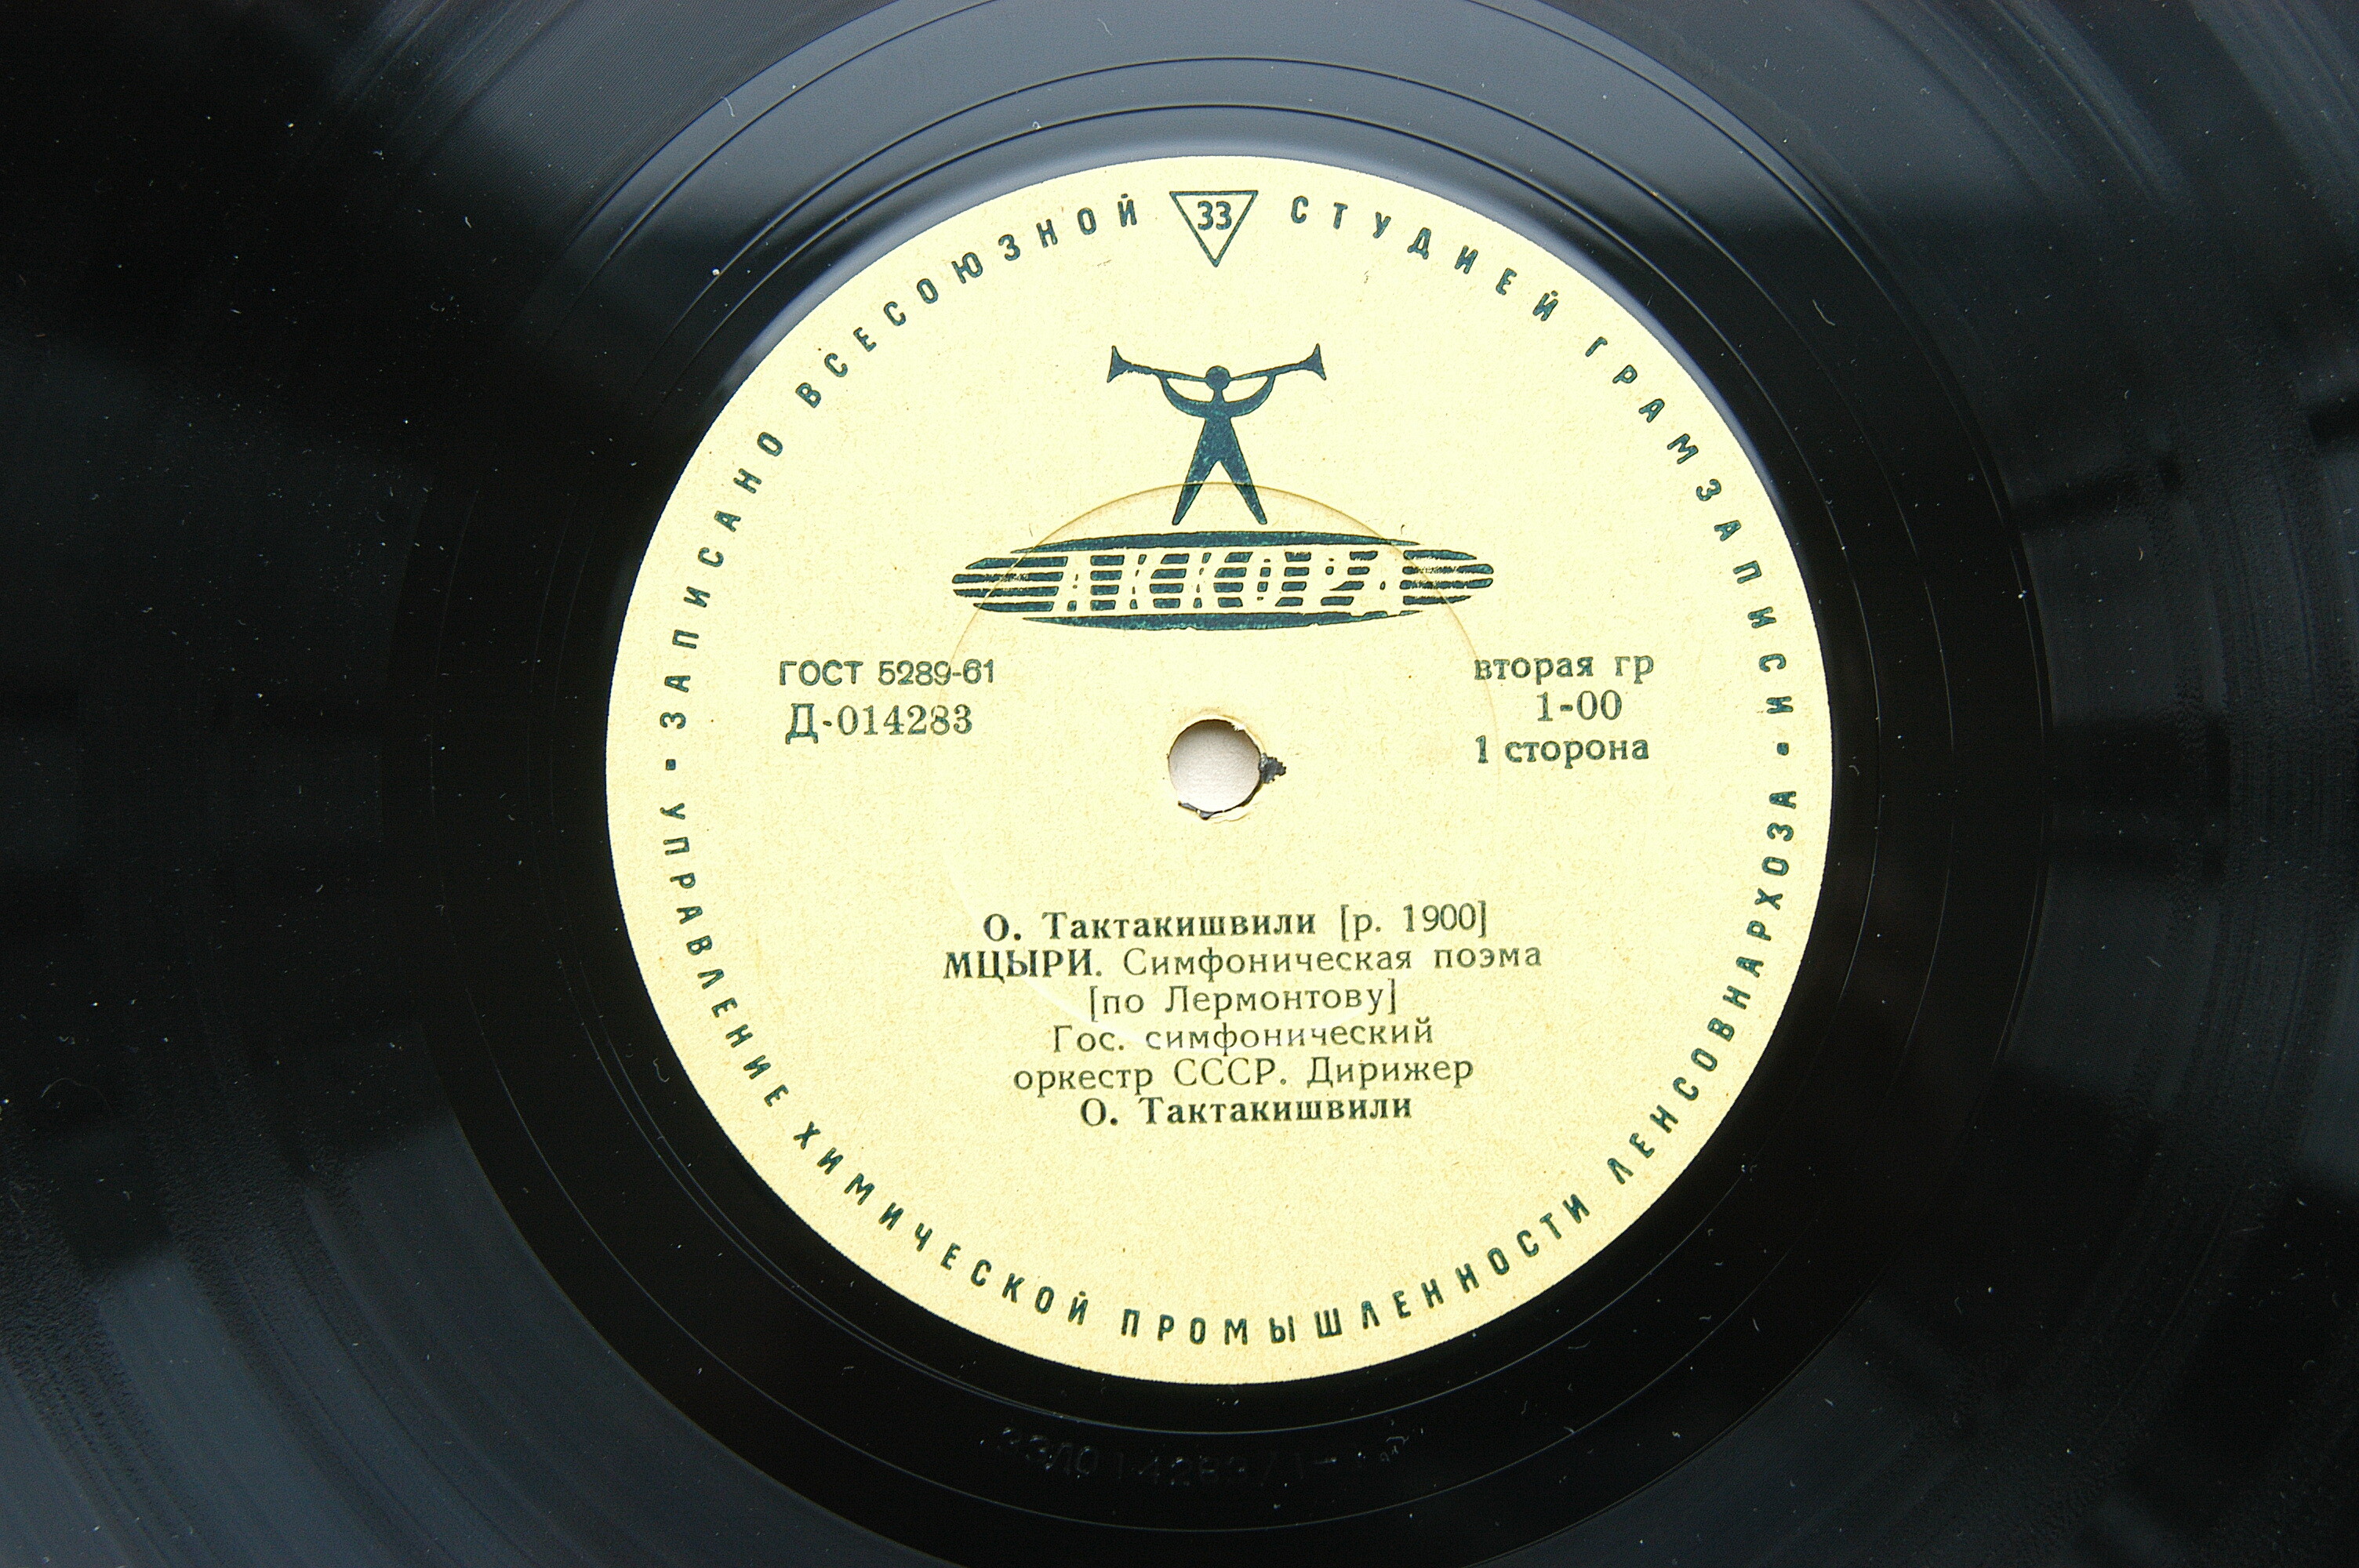 ЗАПИСАНО ВСЕСОЮЗНОЙ 33 СТУДИЕЙ ГРАМЗАПИСИ •
АККОРД
ГОСТ 5289-61
Д-014283
вторая гр
1-00
1 сторона
О. Тактакишвили [р. 1900]
МЦЫРИ. Симфоническая поэма
[по Лермонтову]
Гос. симфонический
оркестр СССР. Дирижер
О. Тактакишвили
УПРАВЛЕНИЕ ХИМИЧЕСКОЙ ПРОМЫШЛЕННОСТИ ЛЕНСОВНАРХОЗА •